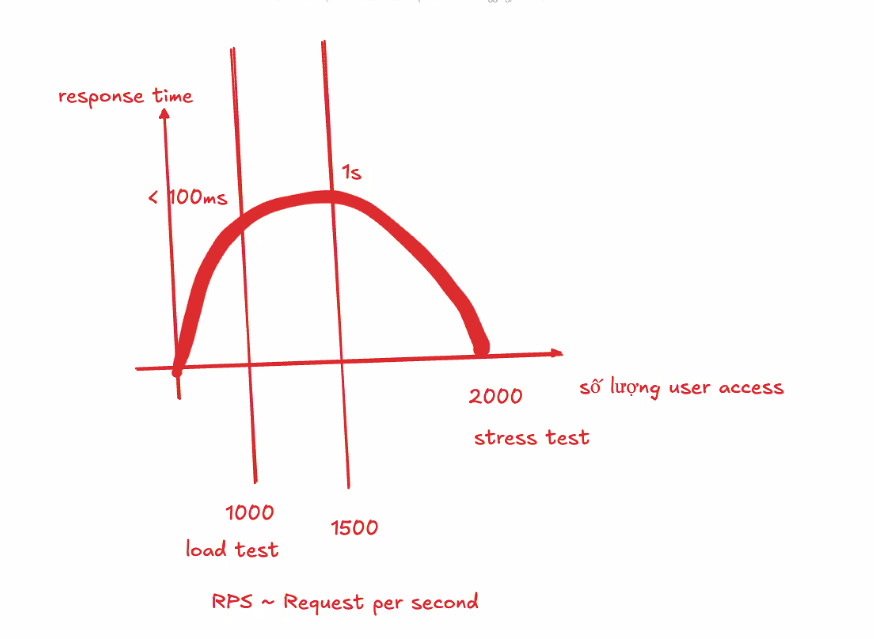 response time
1s
< 100ms
2000
số lượng user access
stress test
1000
1500
load test
RPS ~ Request per second